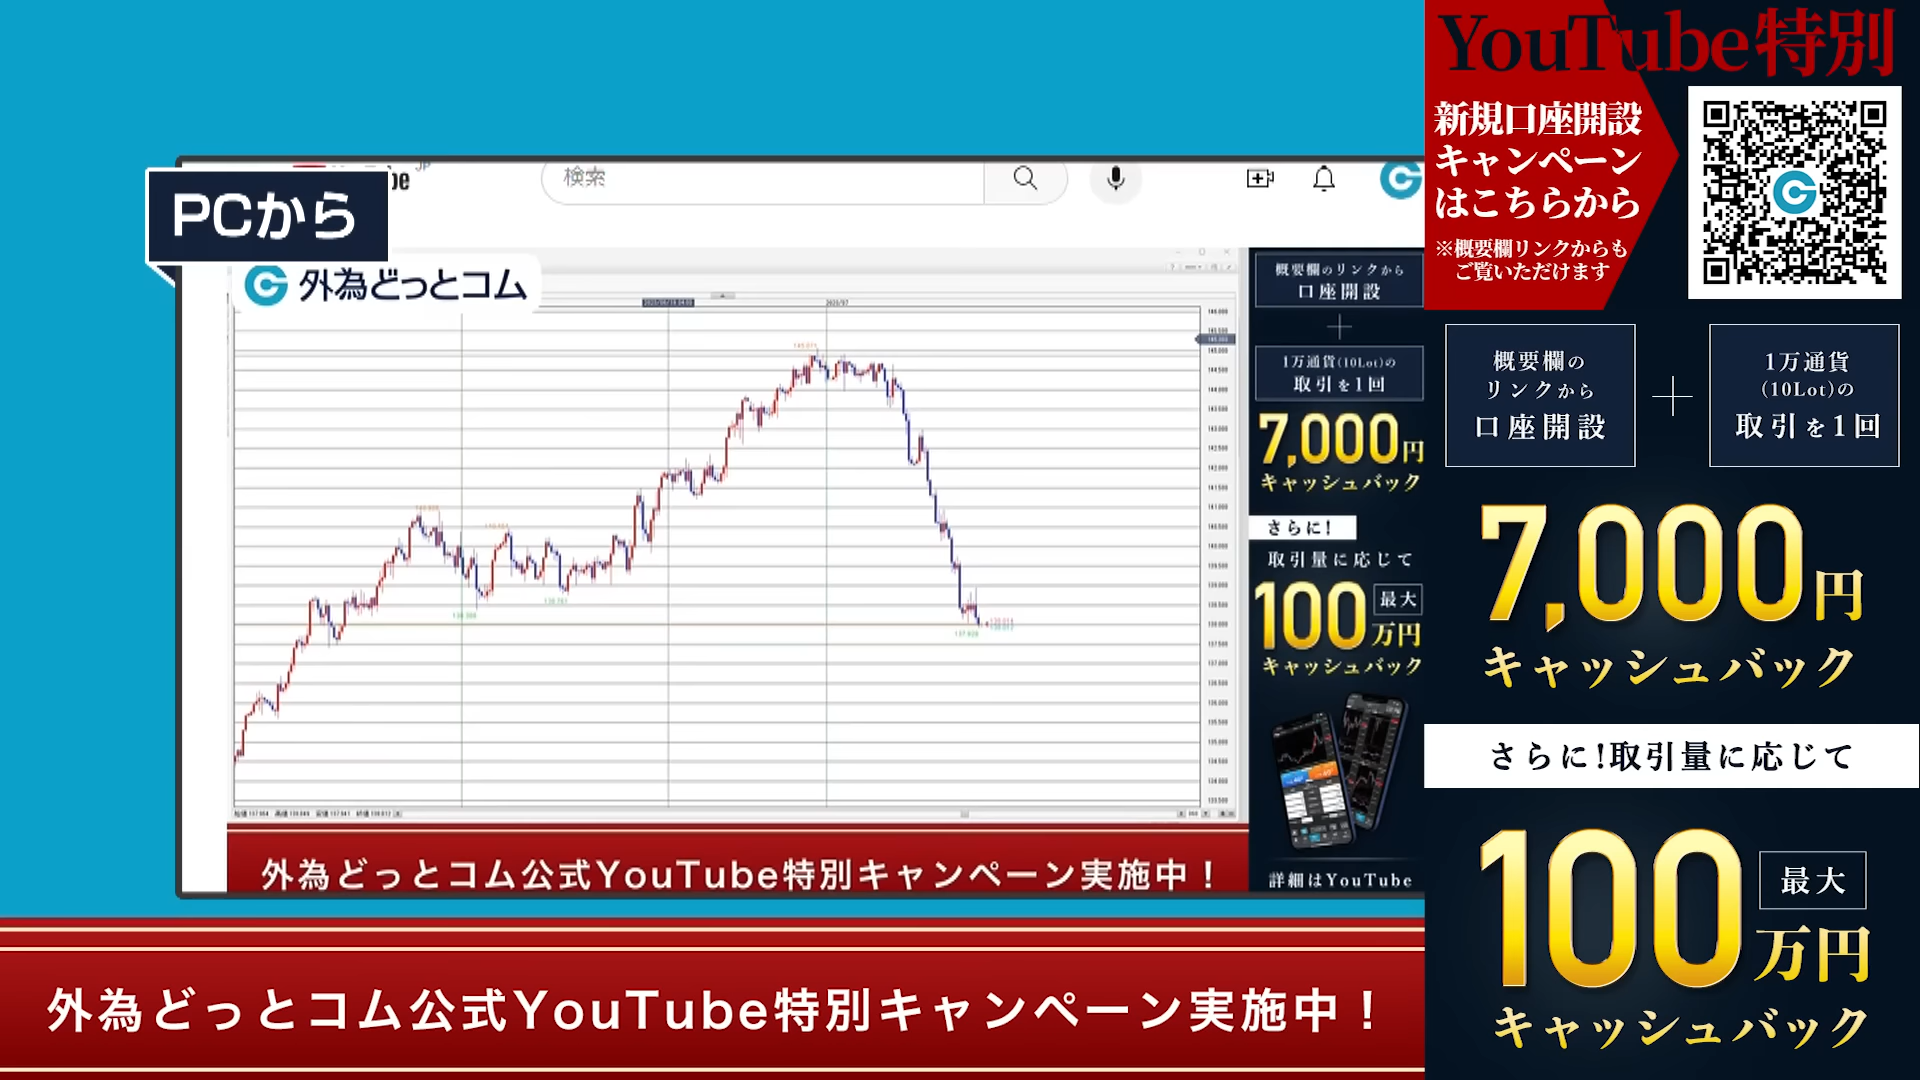 PCから
be
JP
検索
外為どっとコム
2023/07
概要欄のリンクから
口座開設
1万通貨(10Lot)の
取引を1回
7,000円
キャッシュバック
さらに!
取引量に応じて
100
最大
万円
キャッシュバック
詳細はYouTube
外為どっとコム公式YouTube特別キャンペーン実施中!
外為どっとコム公式YouTube特別キャンペーン実施中!
YouTube特別
新規口座開設
キャンペーン
はこちらから
※概要欄リンクからも
ご覧いただけます
概要欄の
リンクから
口座開設
1万通貨
(10Lot)の
取引を1回
7,000円
キャッシュバック
さらに!取引量に応じて
100
最大
万円
キャッシュバック